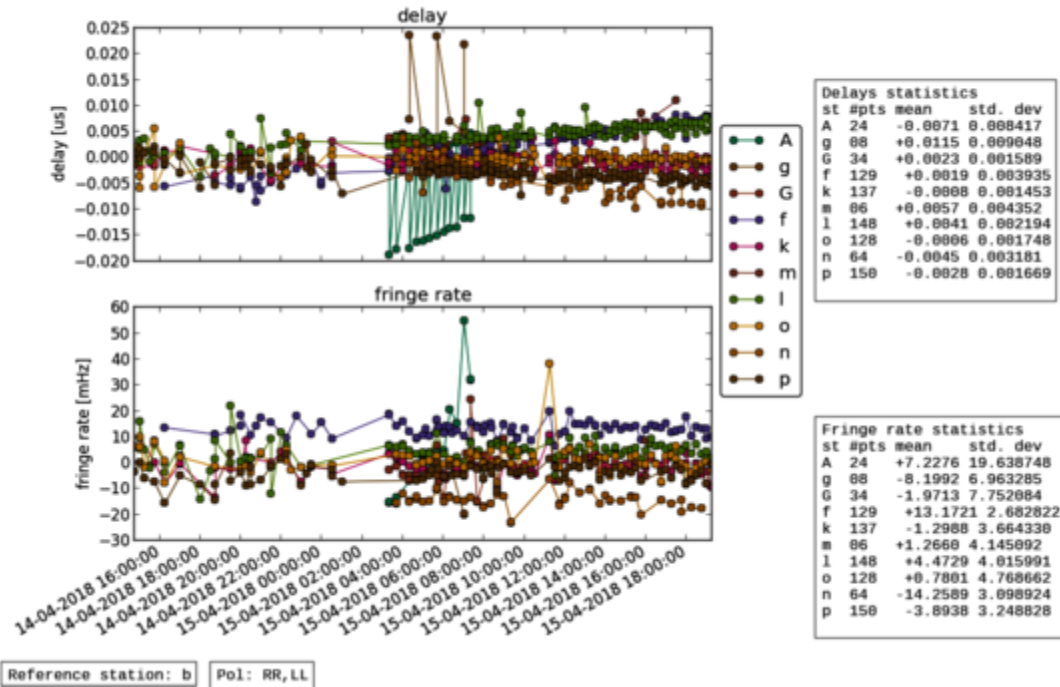 delay
0.025
0.020
0.015
0.010
0.005
0.000
-0.005
-0.010
-0.015
-0.020
delay [us]
Delays statistics
st #pts mean std. dev
A 24 -0.0071 0.008417
g 08 +0.0115 0.009048
G 34 +0.0023 0.001589
f 129 +0.0019 0.003935
k 137 -0.0008 0.001453
m 06 +0.0057 0.004352
l 148 +0.0041 0.002194
o 128 -0.0006 0.001748
n 64 -0.0045 0.003181
p 150 -0.0028 0.001669
A
g
G
f
k
m
l
o
n
p
fringe rate
60
50
40
30
20
10
0
-10
-20
-30
fringe rate [mHz]
14-04-2018 16:00:00
14-04-2018 18:00:00
14-04-2018 20:00:00
14-04-2018 22:00:00
15-04-2018 00:00:00
15-04-2018 02:00:00
15-04-2018 04:00:00
15-04-2018 06:00:00
15-04-2018 08:00:00
15-04-2018 10:00:00
15-04-2018 12:00:00
15-04-2018 14:00:00
15-04-2018 16:00:00
15-04-2018 18:00:00
Fringe rate statistics
st #pts mean std. dev
A 24 +7.2276 19.638748
g 08 -8.1992 6.963285
G 34 -1.9713 7.752084
f 129 +13.1721 2.682822
k 137 -1.2988 3.664330
m 06 +1.2660 4.145092
l 148 +4.4729 4.015991
o 128 +0.7801 4.768662
n 64 -14.2589 3.098924
p 150 -3.8938 3.248828
Reference station: b
Pol: RR,LL